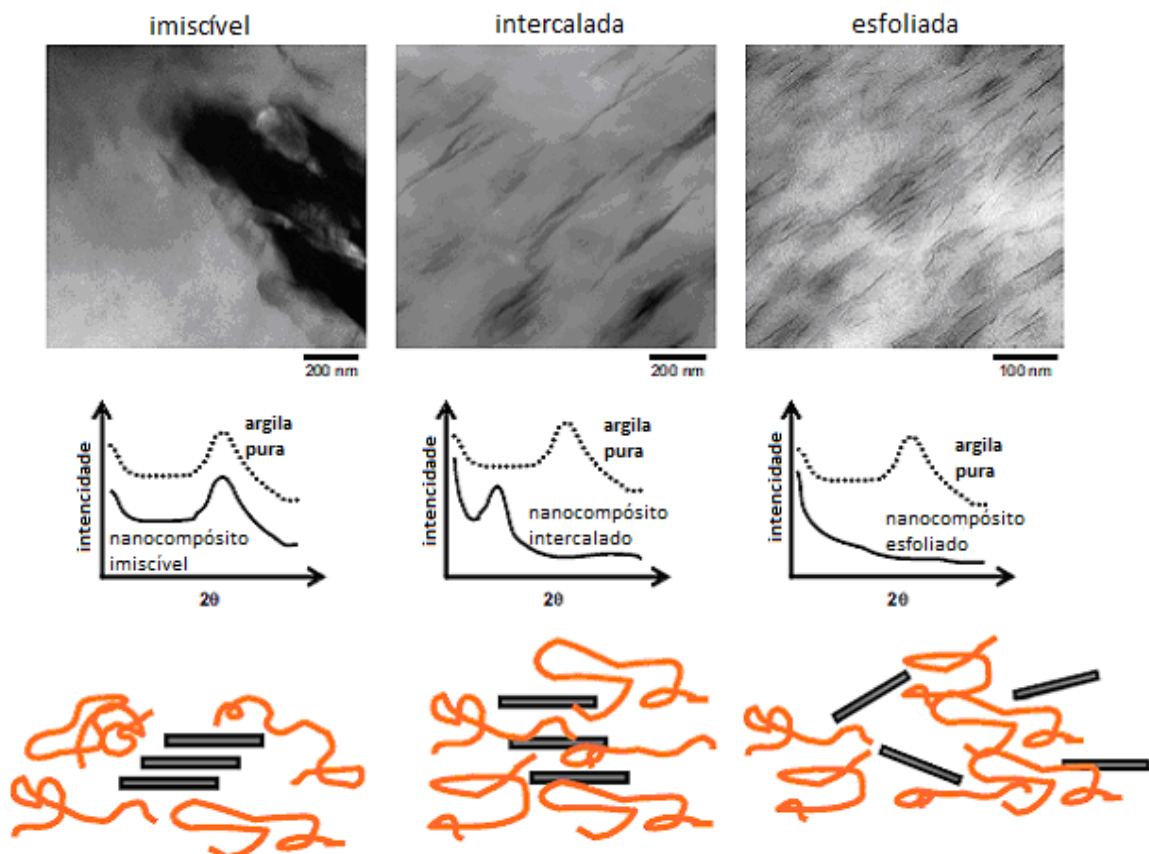 imiscível
intercalada
esfoliada
200 nm
200 nm
100 nm
intencidade
argila
pura
nanocompósito
imiscível
2θ
intencidade
argila
pura
nanocompósito
intercalado
2θ
intencidade
argila
pura
nanocompósito
esfoliado
2θ